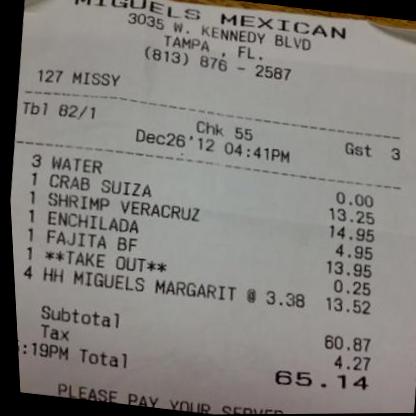 MIGUELS MEXICAN
3035 W. KENNEDY BLVD
TAMPA , FL.
(813) 876 - 2587
127 MISSY
Tbl 82/1 Chk 55 Gst 3
Dec26'12 04:41PM
3 WATER 0.00
1 CRAB SUIZA 13.25
1 SHRIMP VERACRUZ 14.95
1 ENCHILADA 4.95
1 FAJITA BF 13.95
1 **TAKE OUT** 0.25
4 HH MIGUELS MARGARIT @ 3.38 13.52
Subtotal 60.87
Tax 4.27
:19PM Total 65.14
PLEASE PAY YOUR SERVER